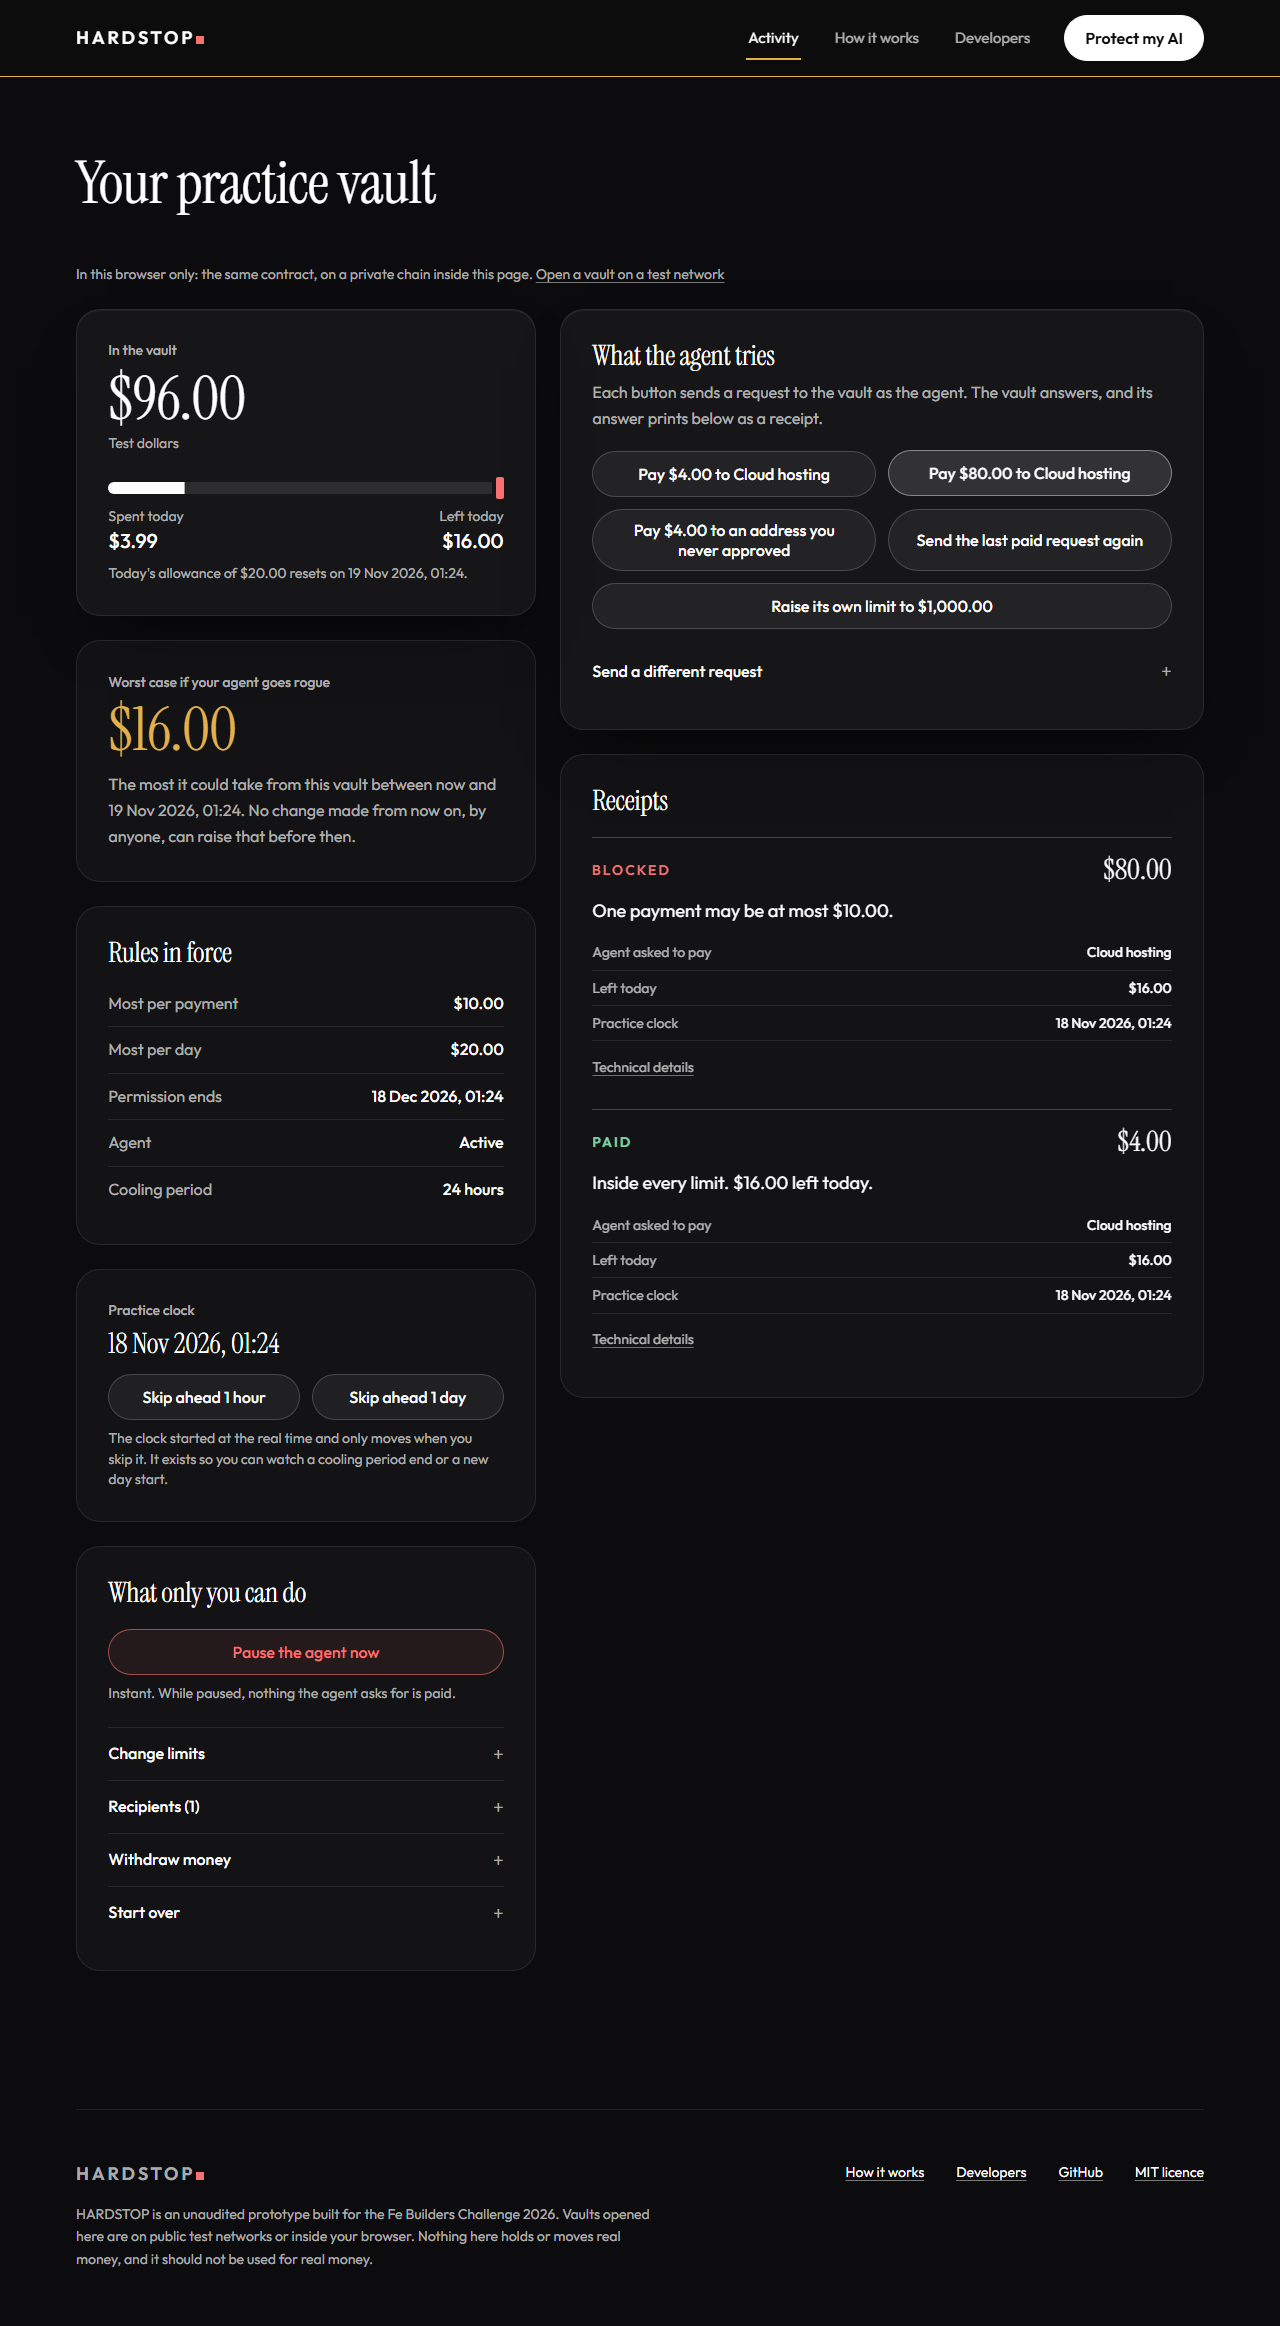 HARDSTOP
Activity
How it works
Developers
Protect my AI
Your practice vault
In this browser only: the same contract, on a private chain inside this page. Open a vault on a test network
In the vault
$96.00
Test dollars
Spent today
Left today
$3.99
$16.00
Today's allowance of $20.00 resets on 19 Nov 2026, 01:24.
Worst case if your agent goes rogue
$16.00
The most it could take from this vault between now and
19 Nov 2026, 01:24. No change made from now on, by
anyone, can raise that before then.
Rules in force
Most per payment $10.00
Most per day $20.00
Permission ends 18 Dec 2026, 01:24
Agent Active
Cooling period 24 hours
Practice clock
18 Nov 2026, 01:24
Skip ahead 1 hour
Skip ahead 1 day
The clock started at the real time and only moves when you
skip it. It exists so you can watch a cooling period end or a new
day start.
What only you can do
Pause the agent now
Instant. While paused, nothing the agent asks for is paid.
Change limits +
Recipients (1) +
Withdraw money +
Start over +
What the agent tries
Each button sends a request to the vault as the agent. The vault answers, and its
answer prints below as a receipt.
Pay $4.00 to Cloud hosting
Pay $80.00 to Cloud hosting
Pay $4.00 to an address you
never approved
Send the last paid request again
Raise its own limit to $1,000.00
Send a different request +
Receipts
BLOCKED $80.00
One payment may be at most $10.00.
Agent asked to pay Cloud hosting
Left today $16.00
Practice clock 18 Nov 2026, 01:24
Technical details
PAID $4.00
Inside every limit. $16.00 left today.
Agent asked to pay Cloud hosting
Left today $16.00
Practice clock 18 Nov 2026, 01:24
Technical details
HARDSTOP
How it works
Developers
GitHub
MIT licence
HARDSTOP is an unaudited prototype built for the Fe Builders Challenge 2026. Vaults opened
here are on public test networks or inside your browser. Nothing here holds or moves real
money, and it should not be used for real money.